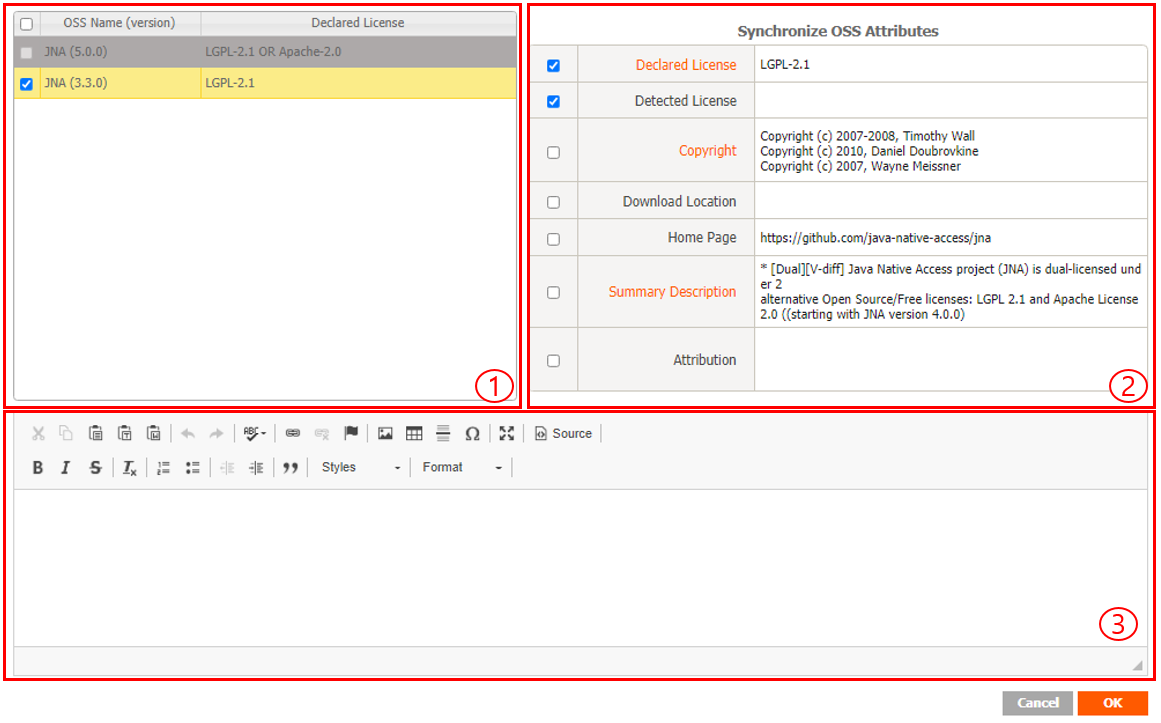 OSS Name (version) Declared License
JNA (5.0.0) LGPL-2.1 OR Apache-2.0
JNA (3.3.0) LGPL-2.1
①
Synchronize OSS Attributes
Declared License LGPL-2.1
Detected License
Copyright
Copyright (c) 2007-2008, Timothy Wall
Copyright (c) 2010, Daniel Doubrovkine
Copyright (c) 2007, Wayne Meissner
Download Location
Home Page https://github.com/java-native-access/jna
Summary Description
* [Dual][V-diff] Java Native Access project (JNA) is dual-licensed und
er 2
alternative Open Source/Free licenses: LGPL 2.1 and Apache License
2.0 ((starting with JNA version 4.0.0)
Attribution
②
ABC Ω Source
B I S Ix Styles Format
③
Cancel OK